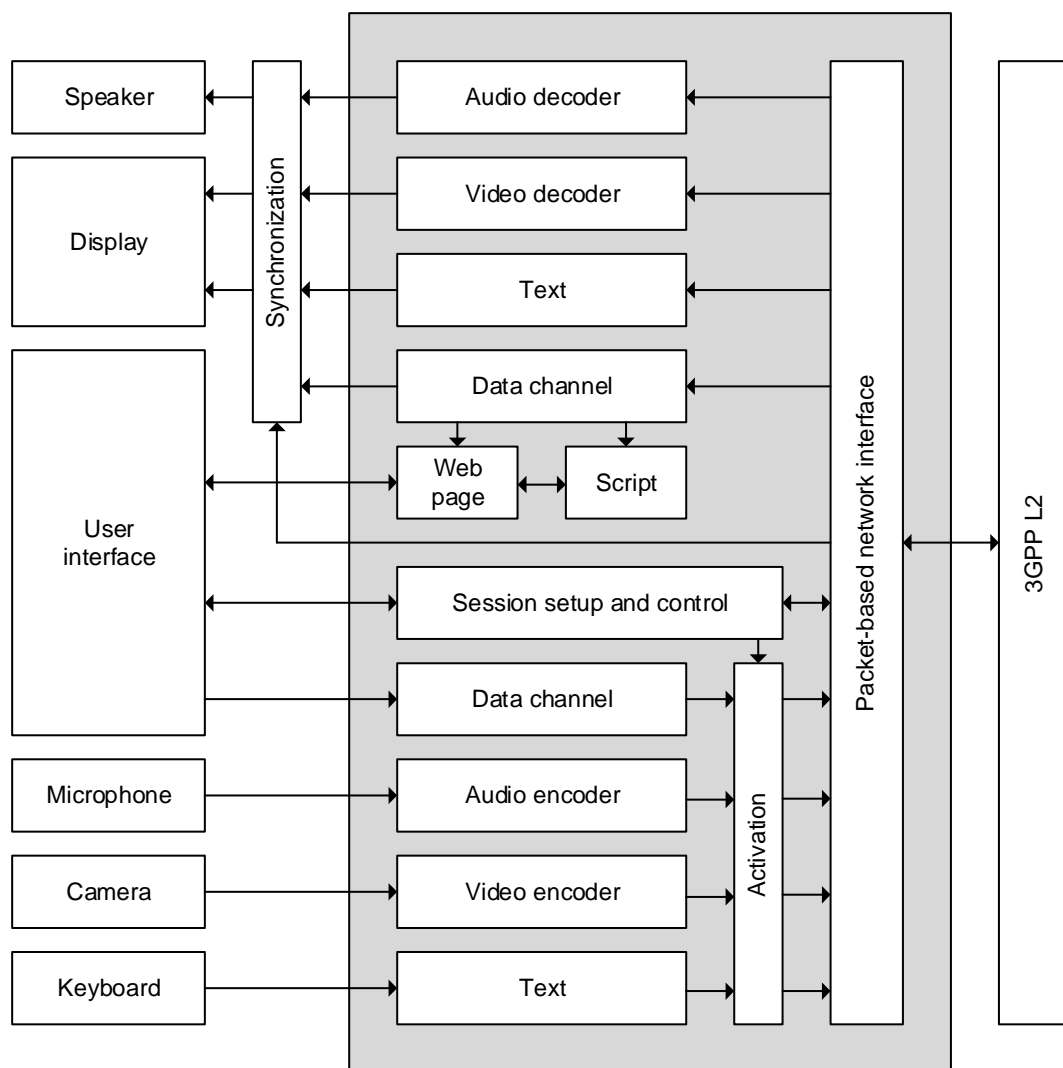 Speaker
Audio decoder
Video decoder
Display
Synchronization
Text
Data channel
Web
page
Script
User
interface
Packet-based network interface
3GPP L2
Session setup and control
Data channel
Microphone
Audio encoder
Activation
Camera
Video encoder
Keyboard
Text